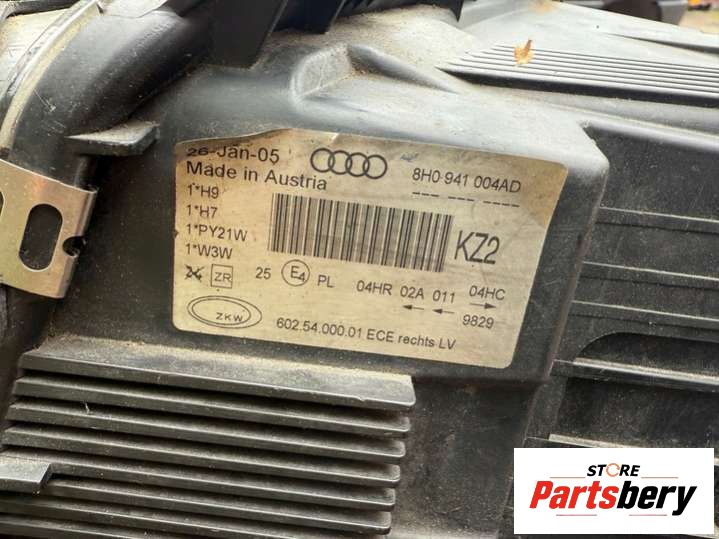 26-Jan-05
8H0 941 004AD
Made in Austria
--- --- --- ---
1*H9
1*H7
1*PY21W
1*W3W
KZ2
ZR 25 E4 PL 04HR 02A 011 04HC
← ← →
9829
ZKW
602.54.000.01 ECE rechts LV
STORE
Partsbery